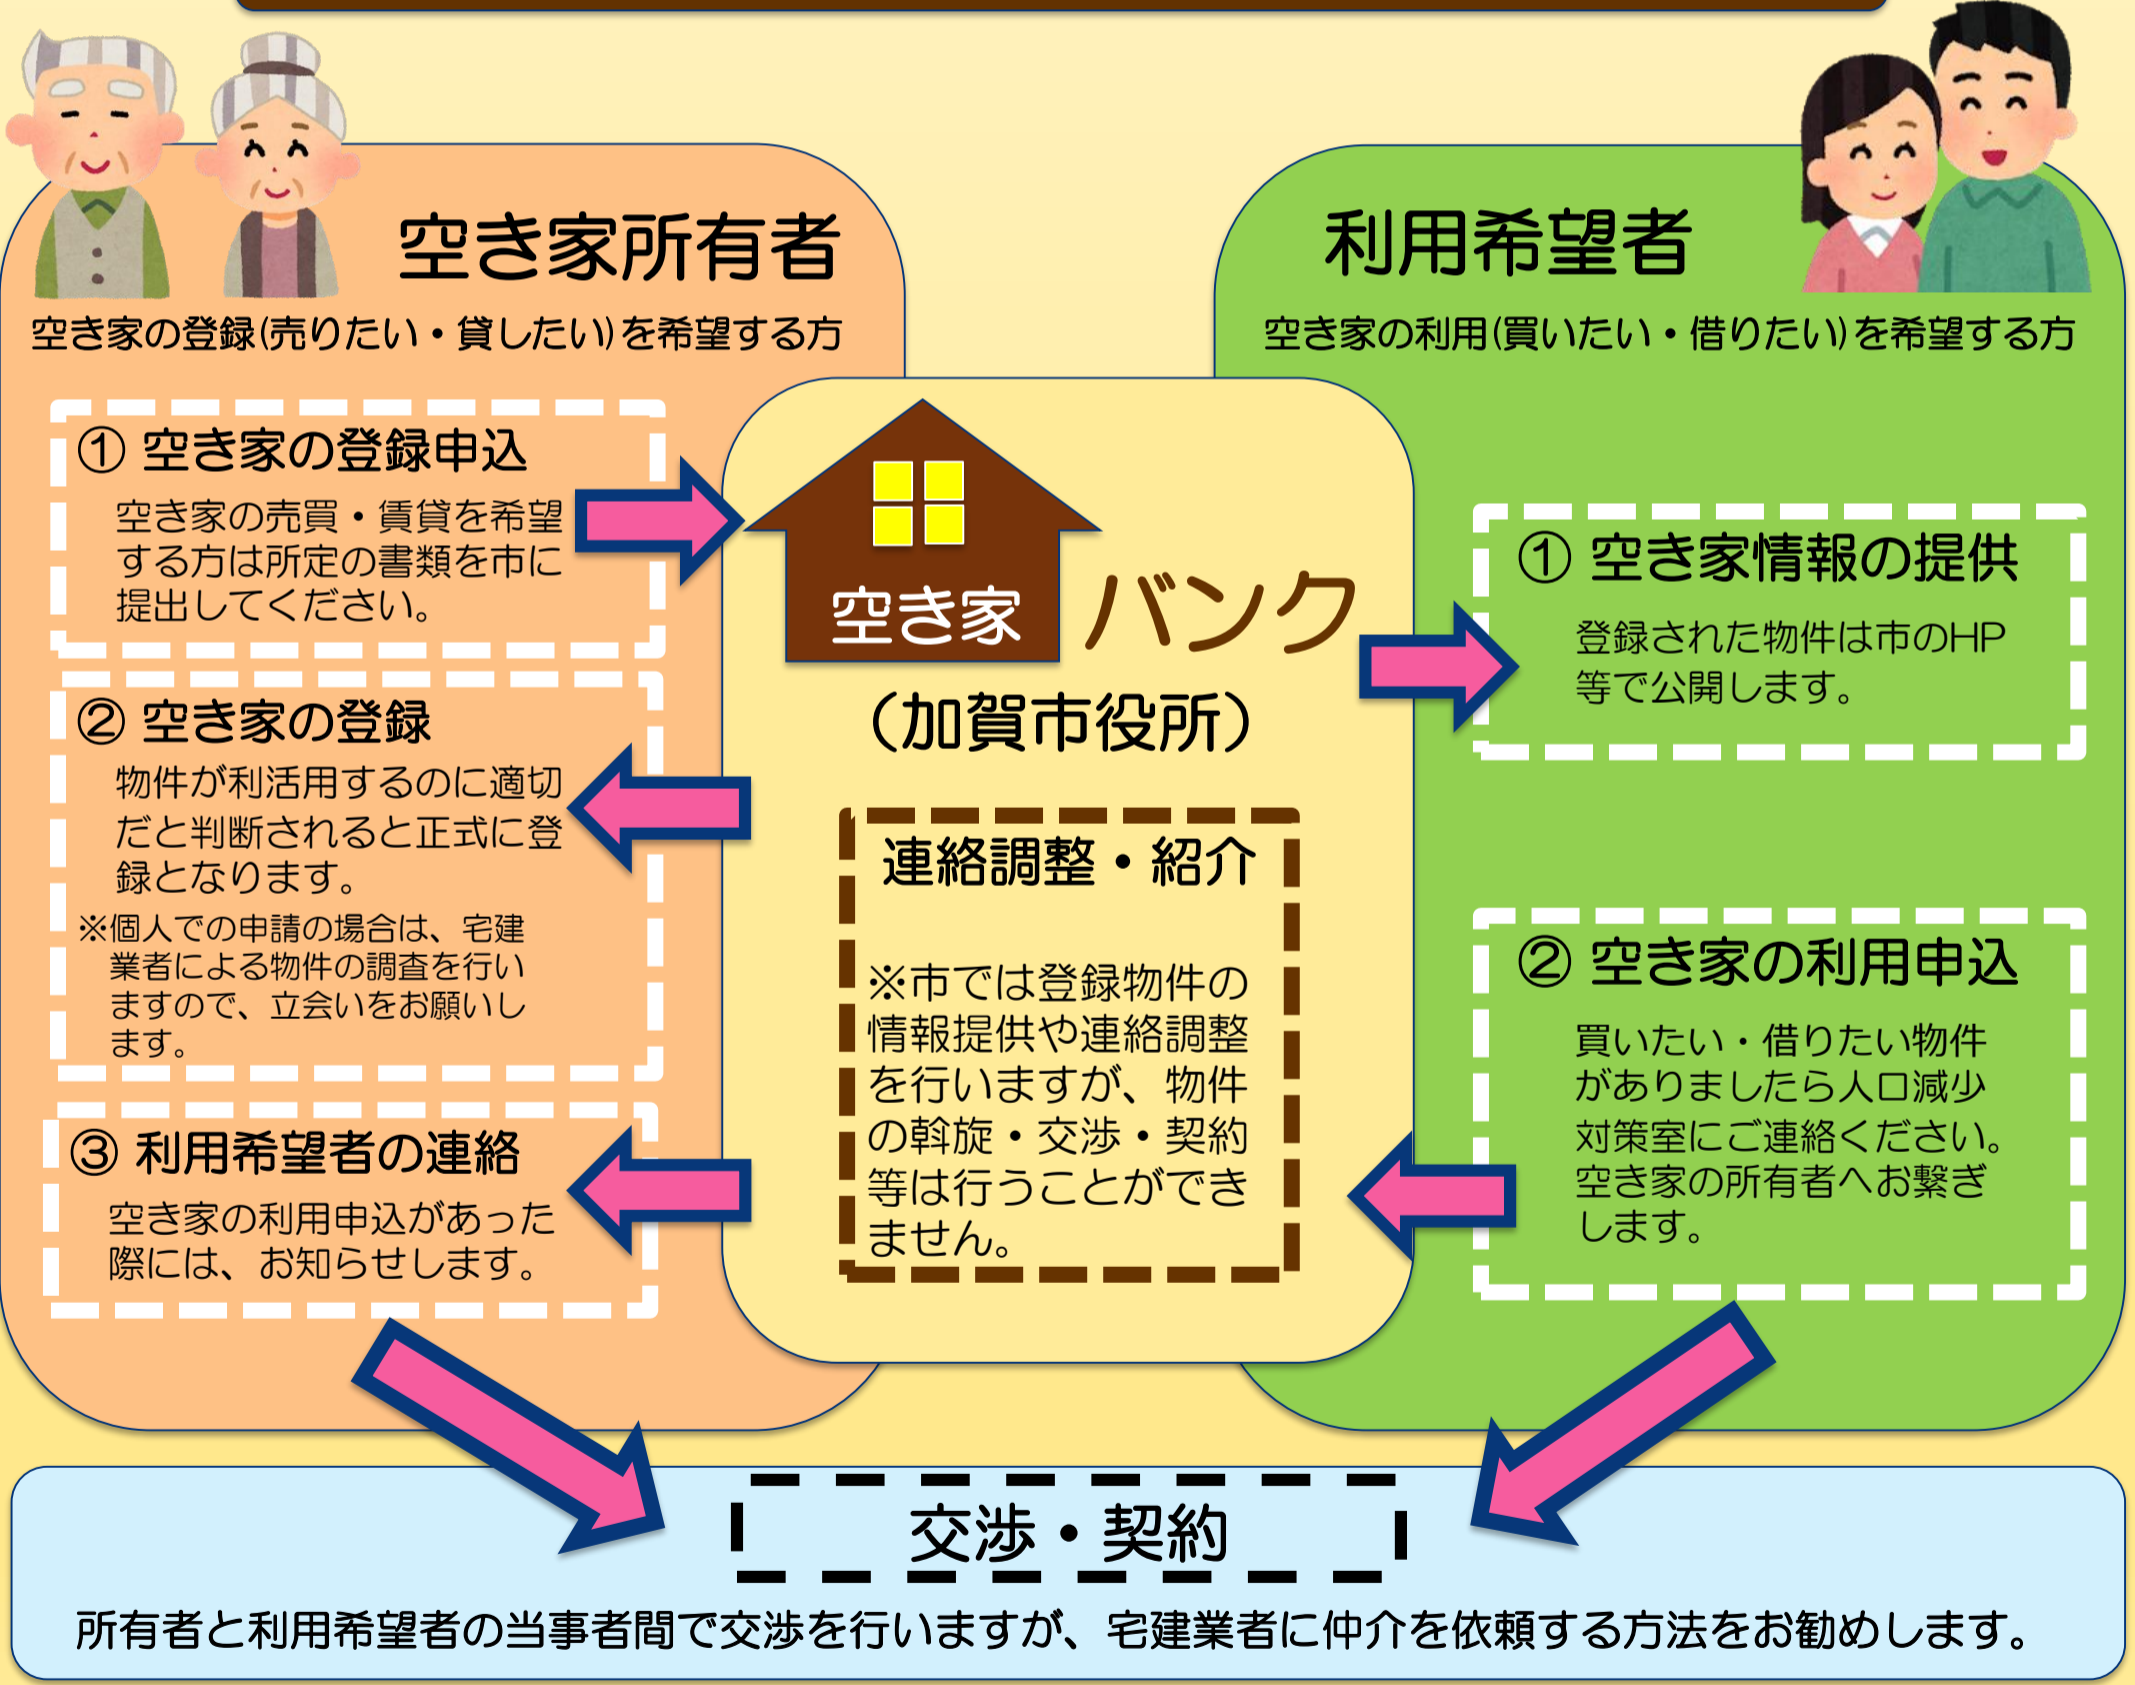 空き家所有者
空き家の登録(売りたい・貸したい)を希望する方
① 空き家の登録申込
空き家の売買・賃貸を希望
する方は所定の書類を市に
提出してください。
② 空き家の登録
物件が利活用するのに適切
だと判断されると正式に登
録となります。
※個人での申請の場合は、宅建
業者による物件の調査を行い
ますので、立会いをお願いし
ます。
③ 利用希望者の連絡
空き家の利用申込があった
際には、お知らせします。
空き家 バンク
（加賀市役所）
連絡調整・紹介
※市では登録物件の
情報提供や連絡調整
を行いますが、物件
の斡旋・交渉・契約
等は行うことができ
ません。
利用希望者
空き家の利用(買いたい・借りたい)を希望する方
① 空き家情報の提供
登録された物件は市のHP
等で公開します。
② 空き家の利用申込
買いたい・借りたい物件
がありましたら人口減少
対策室にご連絡ください。
空き家の所有者へお繋ぎ
します。
交渉・契約
所有者と利用希望者の当事者間で交渉を行いますが、宅建業者に仲介を依頼する方法をお勧めします。